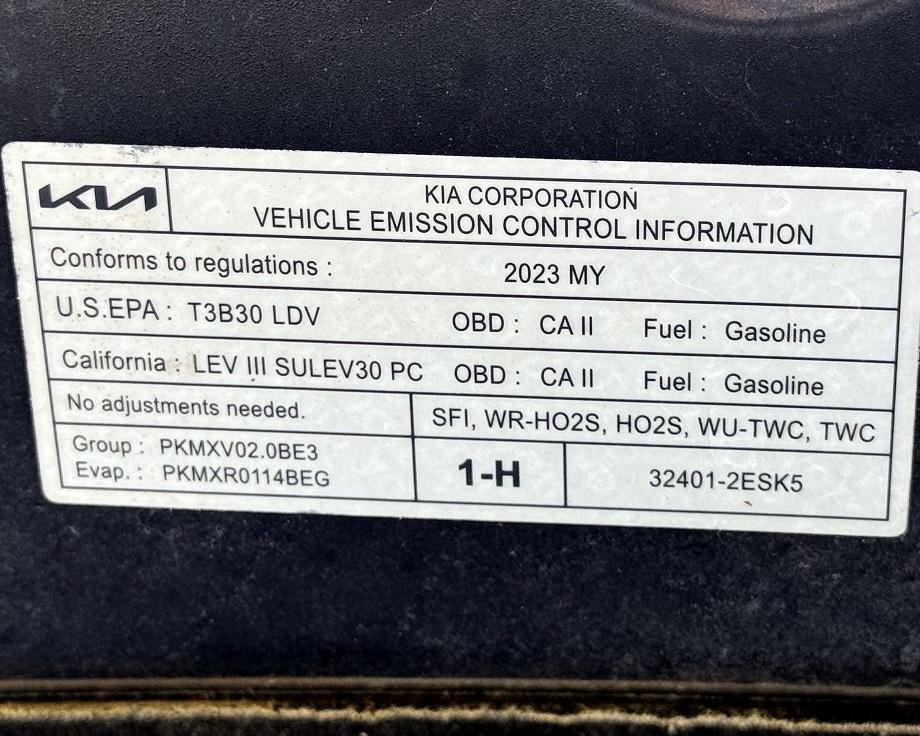 KIA
KIA CORPORATION
VEHICLE EMISSION CONTROL INFORMATION
Conforms to regulations : 2023 MY
U.S.EPA : T3B30 LDV OBD : CA II Fuel : Gasoline
California : LEV III SULEV30 PC OBD : CA II Fuel : Gasoline
No adjustments needed.
SFI, WR-HO2S, HO2S, WU-TWC, TWC
Group : PKMXV02.0BE3
Evap. : PKMXR0114BEG
1-H
32401-2ESK5